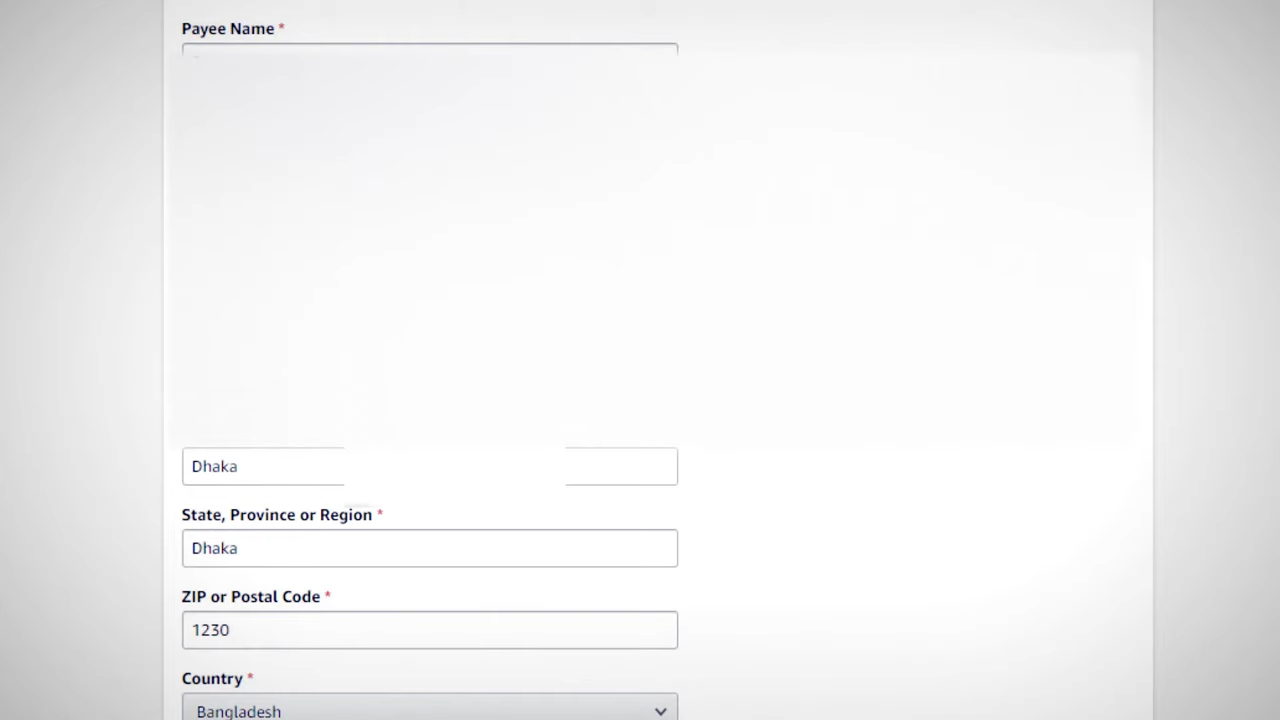 Payee Name *
Dhaka
State, Province or Region *
Dhaka
ZIP or Postal Code *
1230
Country *
Bangladesh